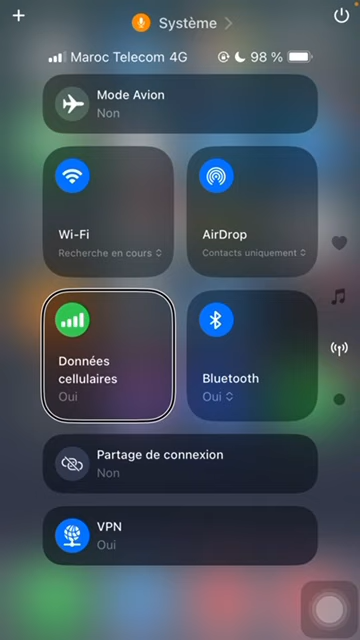 Système
Maroc Telecom 4G
98 %
Mode Avion
Non
Wi-Fi
Recherche en cours
AirDrop
Contacts uniquement
Données
cellulaires
Oui
Bluetooth
Oui
Partage de connexion
Non
VPN
Oui